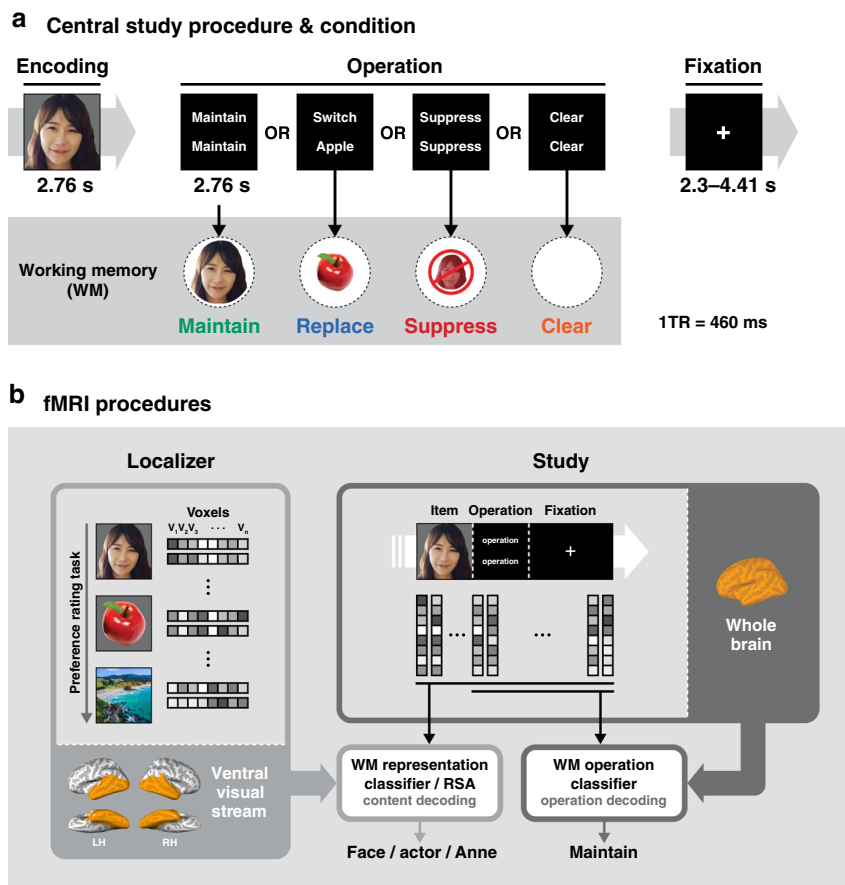 a Central study procedure & condition
Encoding
Operation
Fixation
Maintain
Maintain
OR
Switch
Apple
OR
Suppress
Suppress
OR
Clear
Clear
+
2.76 s
2.76 s
2.3–4.41 s
Working memory
(WM)
Maintain
Replace
Suppress
Clear
1TR = 460 ms
b fMRI procedures
Localizer
Study
Preference rating task
Voxels
V1V2V3 ··· Vn
Item Operation Fixation
operation
operation
+
Whole
brain
Ventral
visual
stream
LH
RH
WM representation
classifier / RSA
content decoding
WM operation
classifier
operation decoding
Face / actor / Anne
Maintain